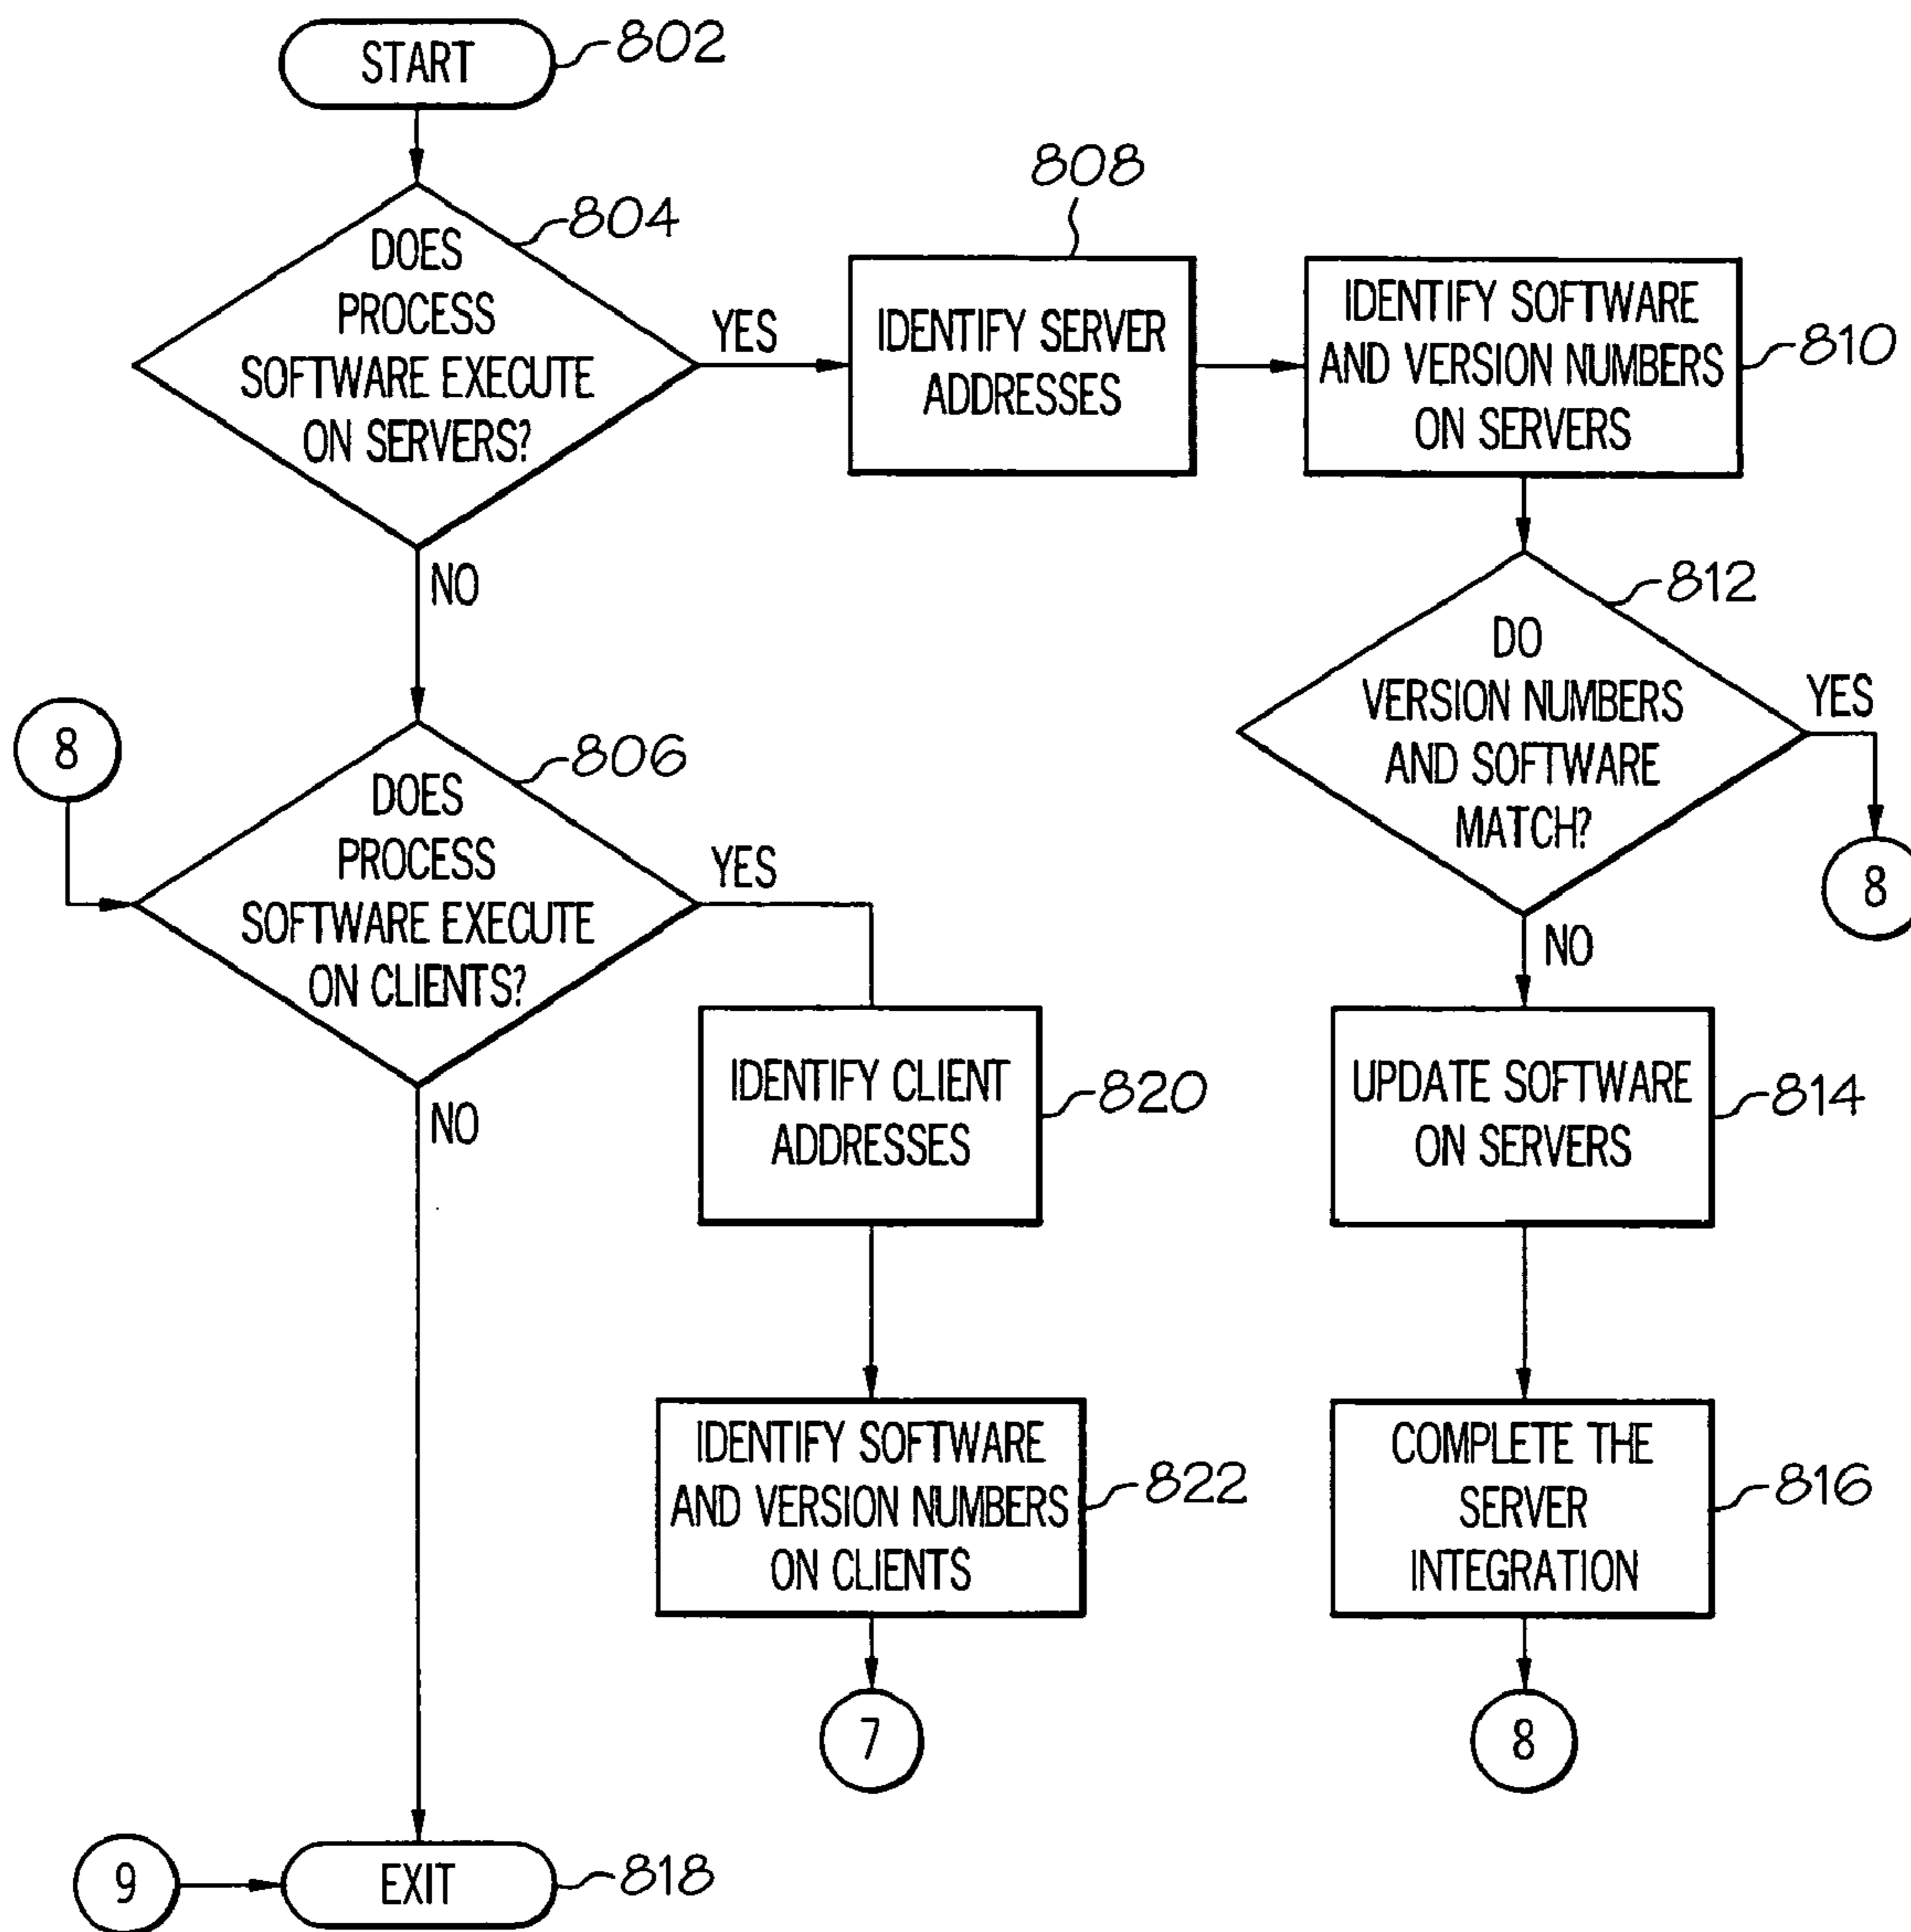 START
802
DOES
PROCESS
SOFTWARE EXECUTE
ON SERVERS?
804
YES
NO
808
IDENTIFY SERVER
ADDRESSES
IDENTIFY SOFTWARE
AND VERSION NUMBERS
ON SERVERS
810
DO
VERSION NUMBERS
AND SOFTWARE
MATCH?
812
YES
8
NO
8
DOES
PROCESS
SOFTWARE EXECUTE
ON CLIENTS?
806
YES
NO
IDENTIFY CLIENT
ADDRESSES
820
UPDATE SOFTWARE
ON SERVERS
814
IDENTIFY SOFTWARE
AND VERSION NUMBERS
ON CLIENTS
822
COMPLETE THE
SERVER
INTEGRATION
816
7
8
9
EXIT
818